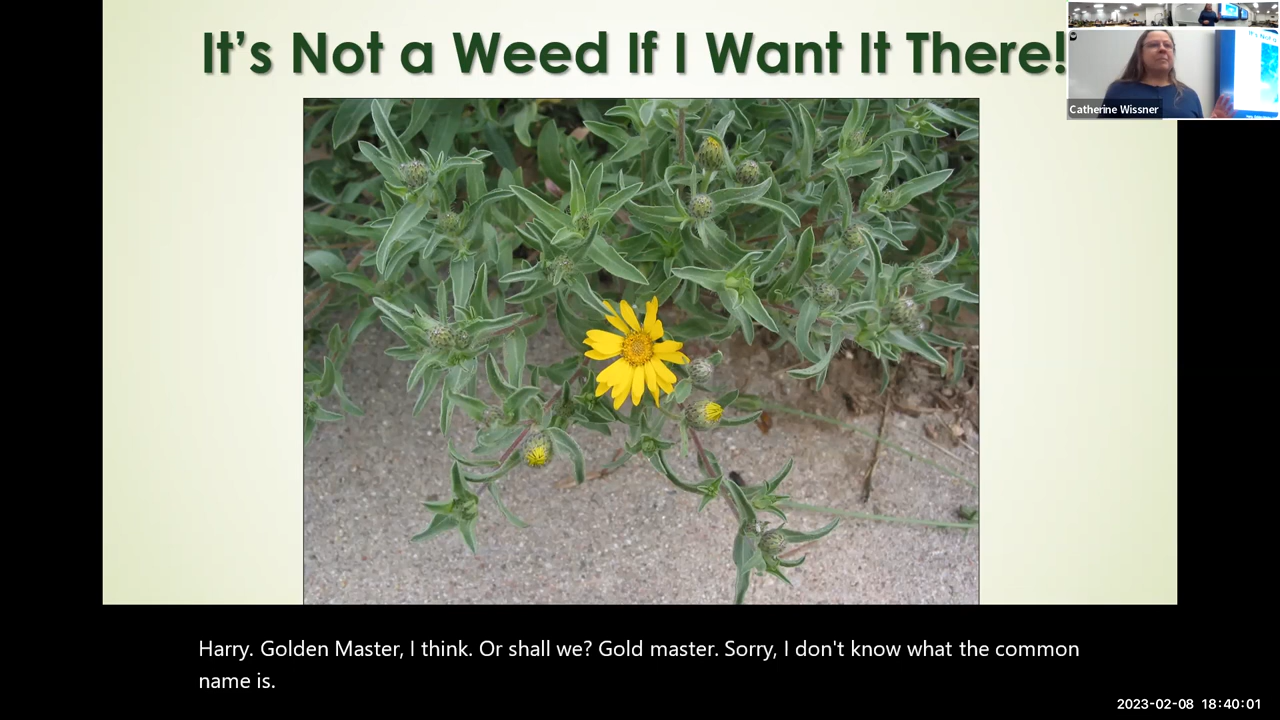 It's Not a Weed If I Want It There!
Catherine Wissner
Harry. Golden Master, I think. Or shall we? Gold master. Sorry, I don't know what the common
name is.
2023-02-08 18:40:01